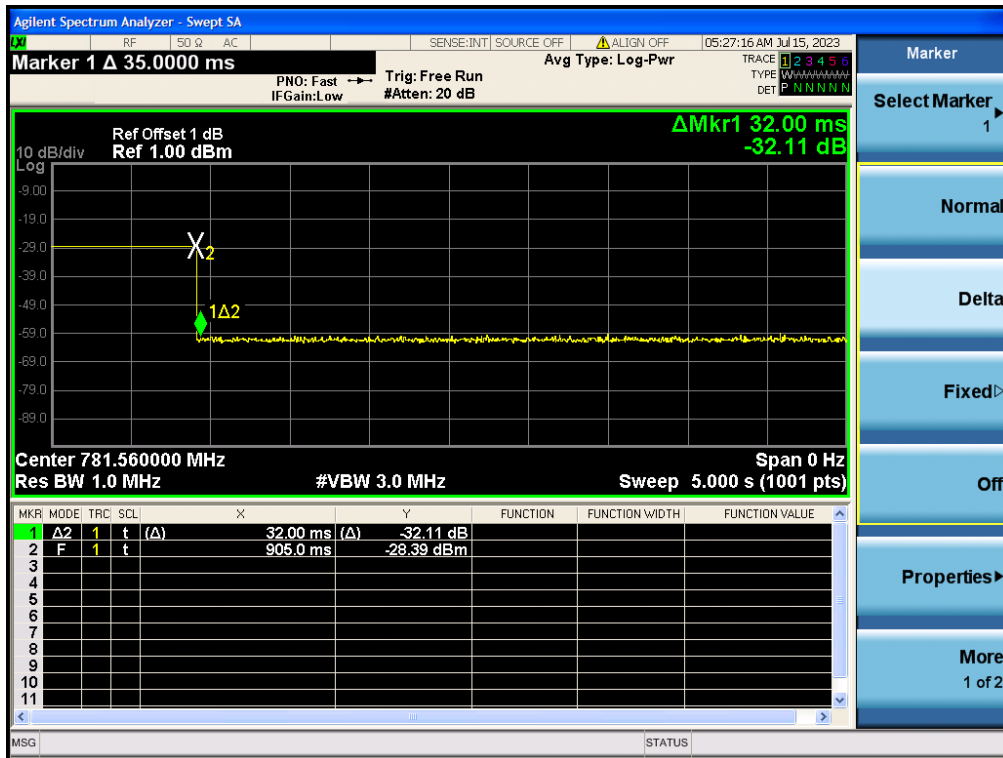 Agilent Spectrum Analyzer - Swept SA
LXI RF 50 Ω AC SENSE:INT SOURCE OFF ALIGN OFF 05:27:16 AM Jul 15, 2023
Marker 1 Δ 35.0000 ms
PNO: Fast
IFGain:Low
Trig: Free Run
#Atten: 20 dB
Avg Type: Log-Pwr
TRACE 1 2 3 4 5 6
TYPE W
DET P N N N N N
ΔMkr1 32.00 ms
-32.11 dB
Ref Offset 1 dB
10 dB/div Ref 1.00 dBm
Log
-9.00
-19.0
-29.0
-39.0
-49.0
-59.0
-69.0
-79.0
-89.0
X2
1Δ2
Center 781.560000 MHz Span 0 Hz
Res BW 1.0 MHz #VBW 3.0 MHz Sweep 5.000 s (1001 pts)
MKR MODE TRC SCL X Y FUNCTION FUNCTION WIDTH FUNCTION VALUE
1 Δ2 1 t (Δ) 32.00 ms (Δ) -32.11 dB
2 F 1 t 905.0 ms -28.39 dBm
3
4
5
6
7
8
9
10
11
MSG STATUS
Marker
Select Marker
1
Normal
Delta
Fixed
Off
Properties
More
1 of 2